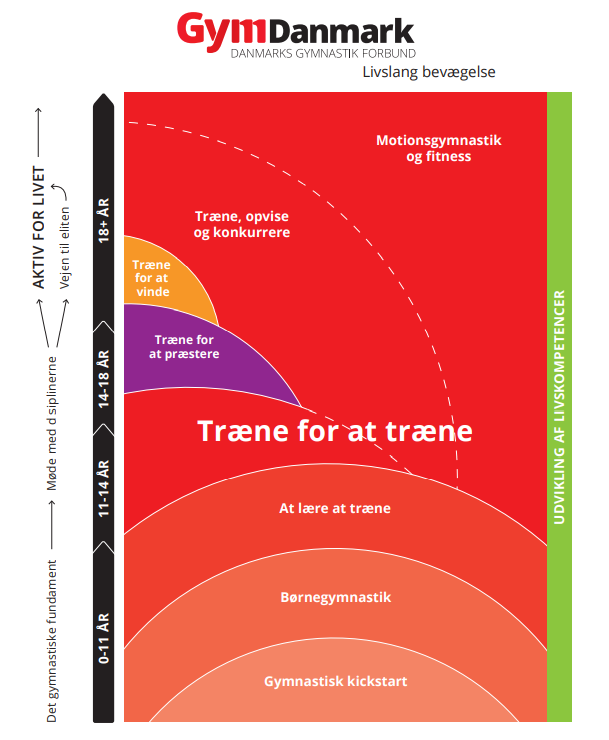 GymDanmark
DANMARKS GYMNASTIK FORBUND
Livslang bevægelse
Motionsgymnastik
og fitness
Træne, opvise
og konkurrere
Træne
for at
vinde
Træne for
at præstere
Træne for at træne
At lære at træne
Børnegymnastik
Gymnastisk kickstart
18+ ÅR
14-18 ÅR
11-14 ÅR
0-11 ÅR
AKTIV FOR LIVET
Vejen til eliten
Møde med d siplinerne
Det gymnastiske fundament
UDVIKLING AF LIVSKOMPETENCER